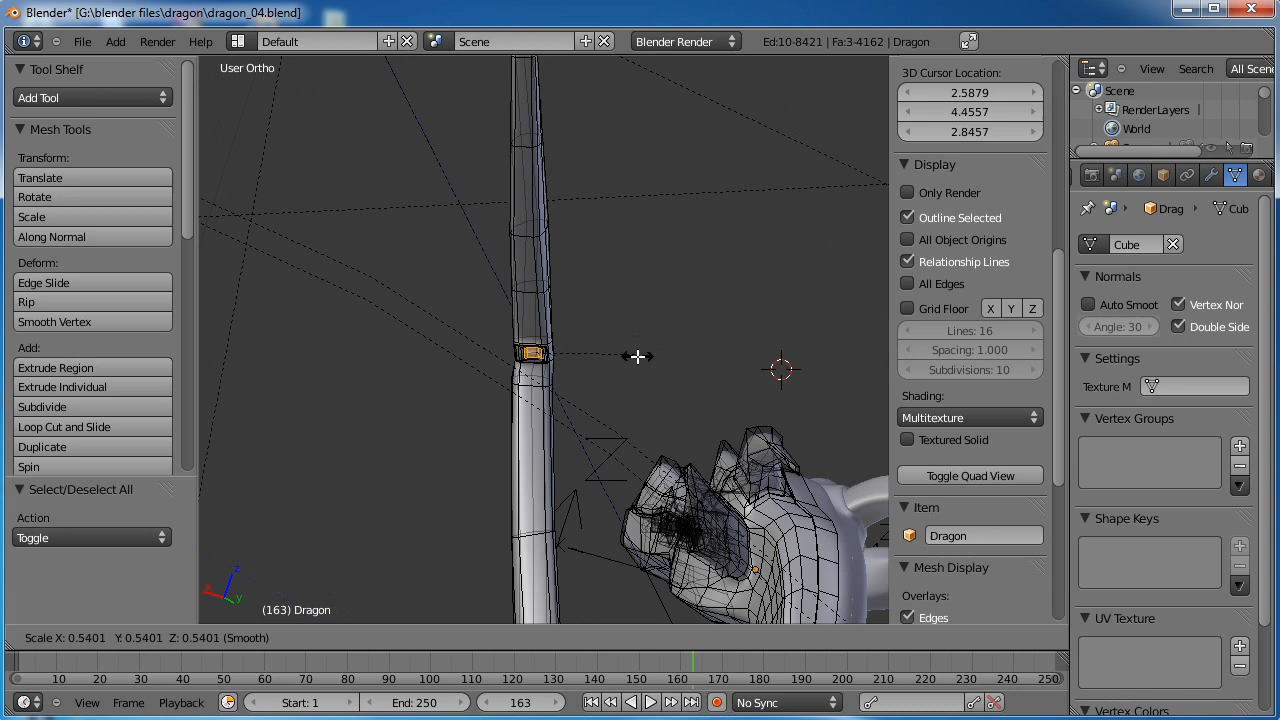 Blender* [G:\blender files\dragon\dragon_04.blend]
File Add Render Help Default Scene Blender Render Ed:10-8421 | Fa:3-4162 | Dragon
Tool Shelf
Add Tool
Mesh Tools
Transform:
Translate
Rotate
Scale
Along Normal
Deform:
Edge Slide
Rip
Smooth Vertex
Add:
Extrude Region
Extrude Individual
Subdivide
Loop Cut and Slide
Duplicate
Spin
Select/Deselect All
Action
Toggle
User Ortho
z
x
y
(163) Dragon
Scale X: 0.5401 Y: 0.5401 Z: 0.5401 (Smooth)
3D Cursor Location:
2.5879
4.4557
2.8457
Display
Only Render
Outline Selected
All Object Origins
Relationship Lines
All Edges
Grid Floor X Y Z
Lines: 16
Spacing: 1.000
Subdivisions: 10
Shading:
Multitexture
Textured Solid
Toggle Quad View
Item
Dragon
Mesh Display
Overlays:
Edges
View Search All Scene
Scene
RenderLayers
World
Drag Cub
Cube
Normals
Auto Smoot Vertex Nor
Angle: 30 Double Side
Settings
Texture M
Vertex Groups
Shape Keys
UV Texture
Vertex Colors
10 20 30 40 50 60 70 80 90 100 110 120 130 140 150 160 170 180 190 200 210 220 230 240 250
View Frame Playback Start: 1 End: 250 163 No Sync